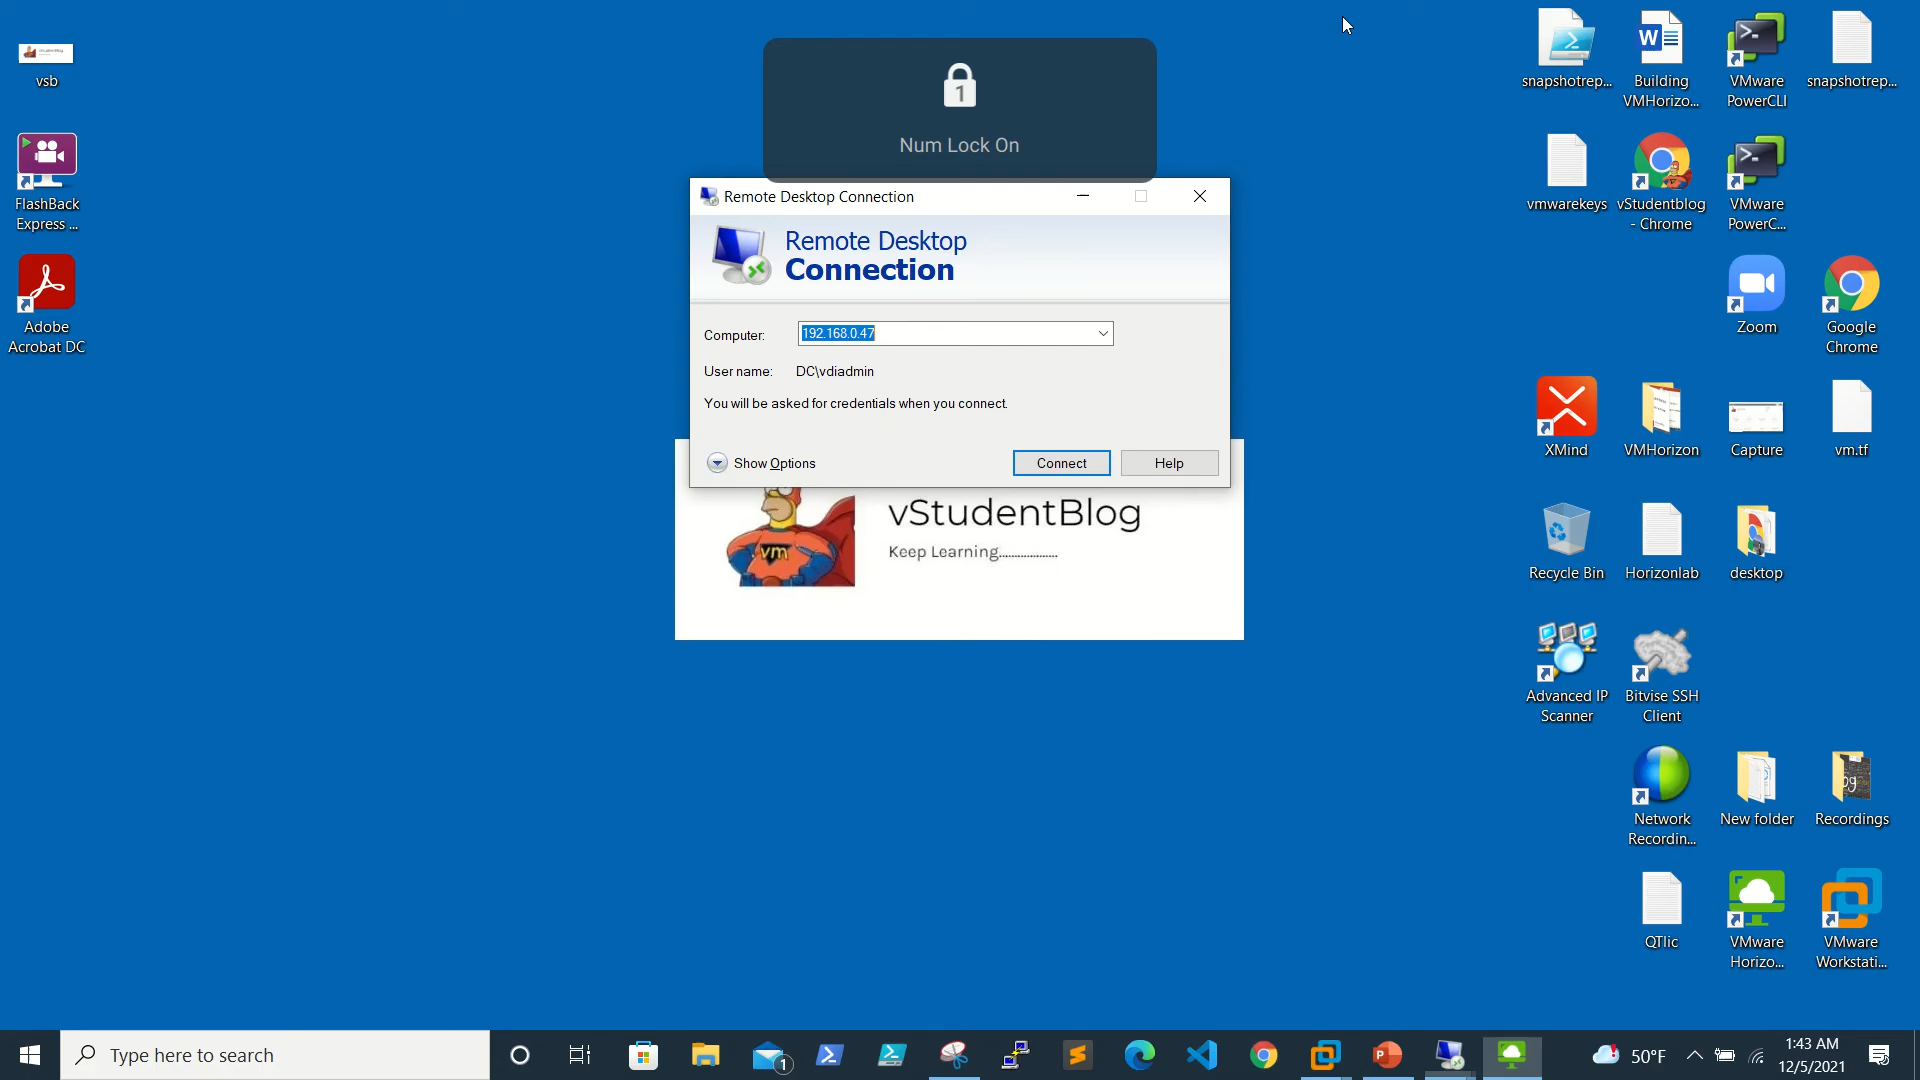 vsb
FlashBack
Express ...
Adobe
Acrobat DC
1
Num Lock On
Remote Desktop Connection
Remote Desktop
Connection
Computer:
192.168.0.47
User name:
DC\vdiadmin
You will be asked for credentials when you connect.
Show Options
Connect
Help
vm
vStudentBlog
Keep Learning...................
snapshotrep...
Building
VMHorizo...
VMware
PowerCLI
snapshotrep...
vmwarekeys
vStudentblog
- Chrome
VMware
PowerC...
Zoom
Google
Chrome
XMind
VMHorizon
Capture
vm.tf
Recycle Bin
Horizonlab
desktop
Advanced IP
Scanner
Bitvise SSH
Client
Network
Recordin...
New folder
Recordings
QTlic
VMware
Horizo...
VMware
Workstati...
Type here to search
1
50°F
1:43 AM
12/5/2021